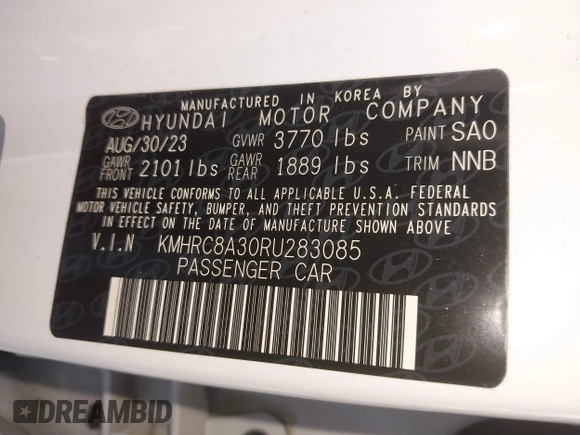 MANUFACTURED IN KOREA BY
HYUNDAI MOTOR COMPANY
AUG/30/23 GVWR 3770 lbs PAINT SAO
GAWR FRONT 2101 lbs GAWR REAR 1889 lbs TRIM NNB
THIS VEHICLE CONFORMS TO ALL APPLICABLE U.S.A. FEDERAL
MOTOR VEHICLE SAFETY, BUMPER, AND THEFT PREVENTION STANDARDS
IN EFFECT ON THE DATE OF MANUFACTURE SHOWN ABOVE
V.I.N KMHRC8A30RU283085
PASSENGER CAR
DREAMBID